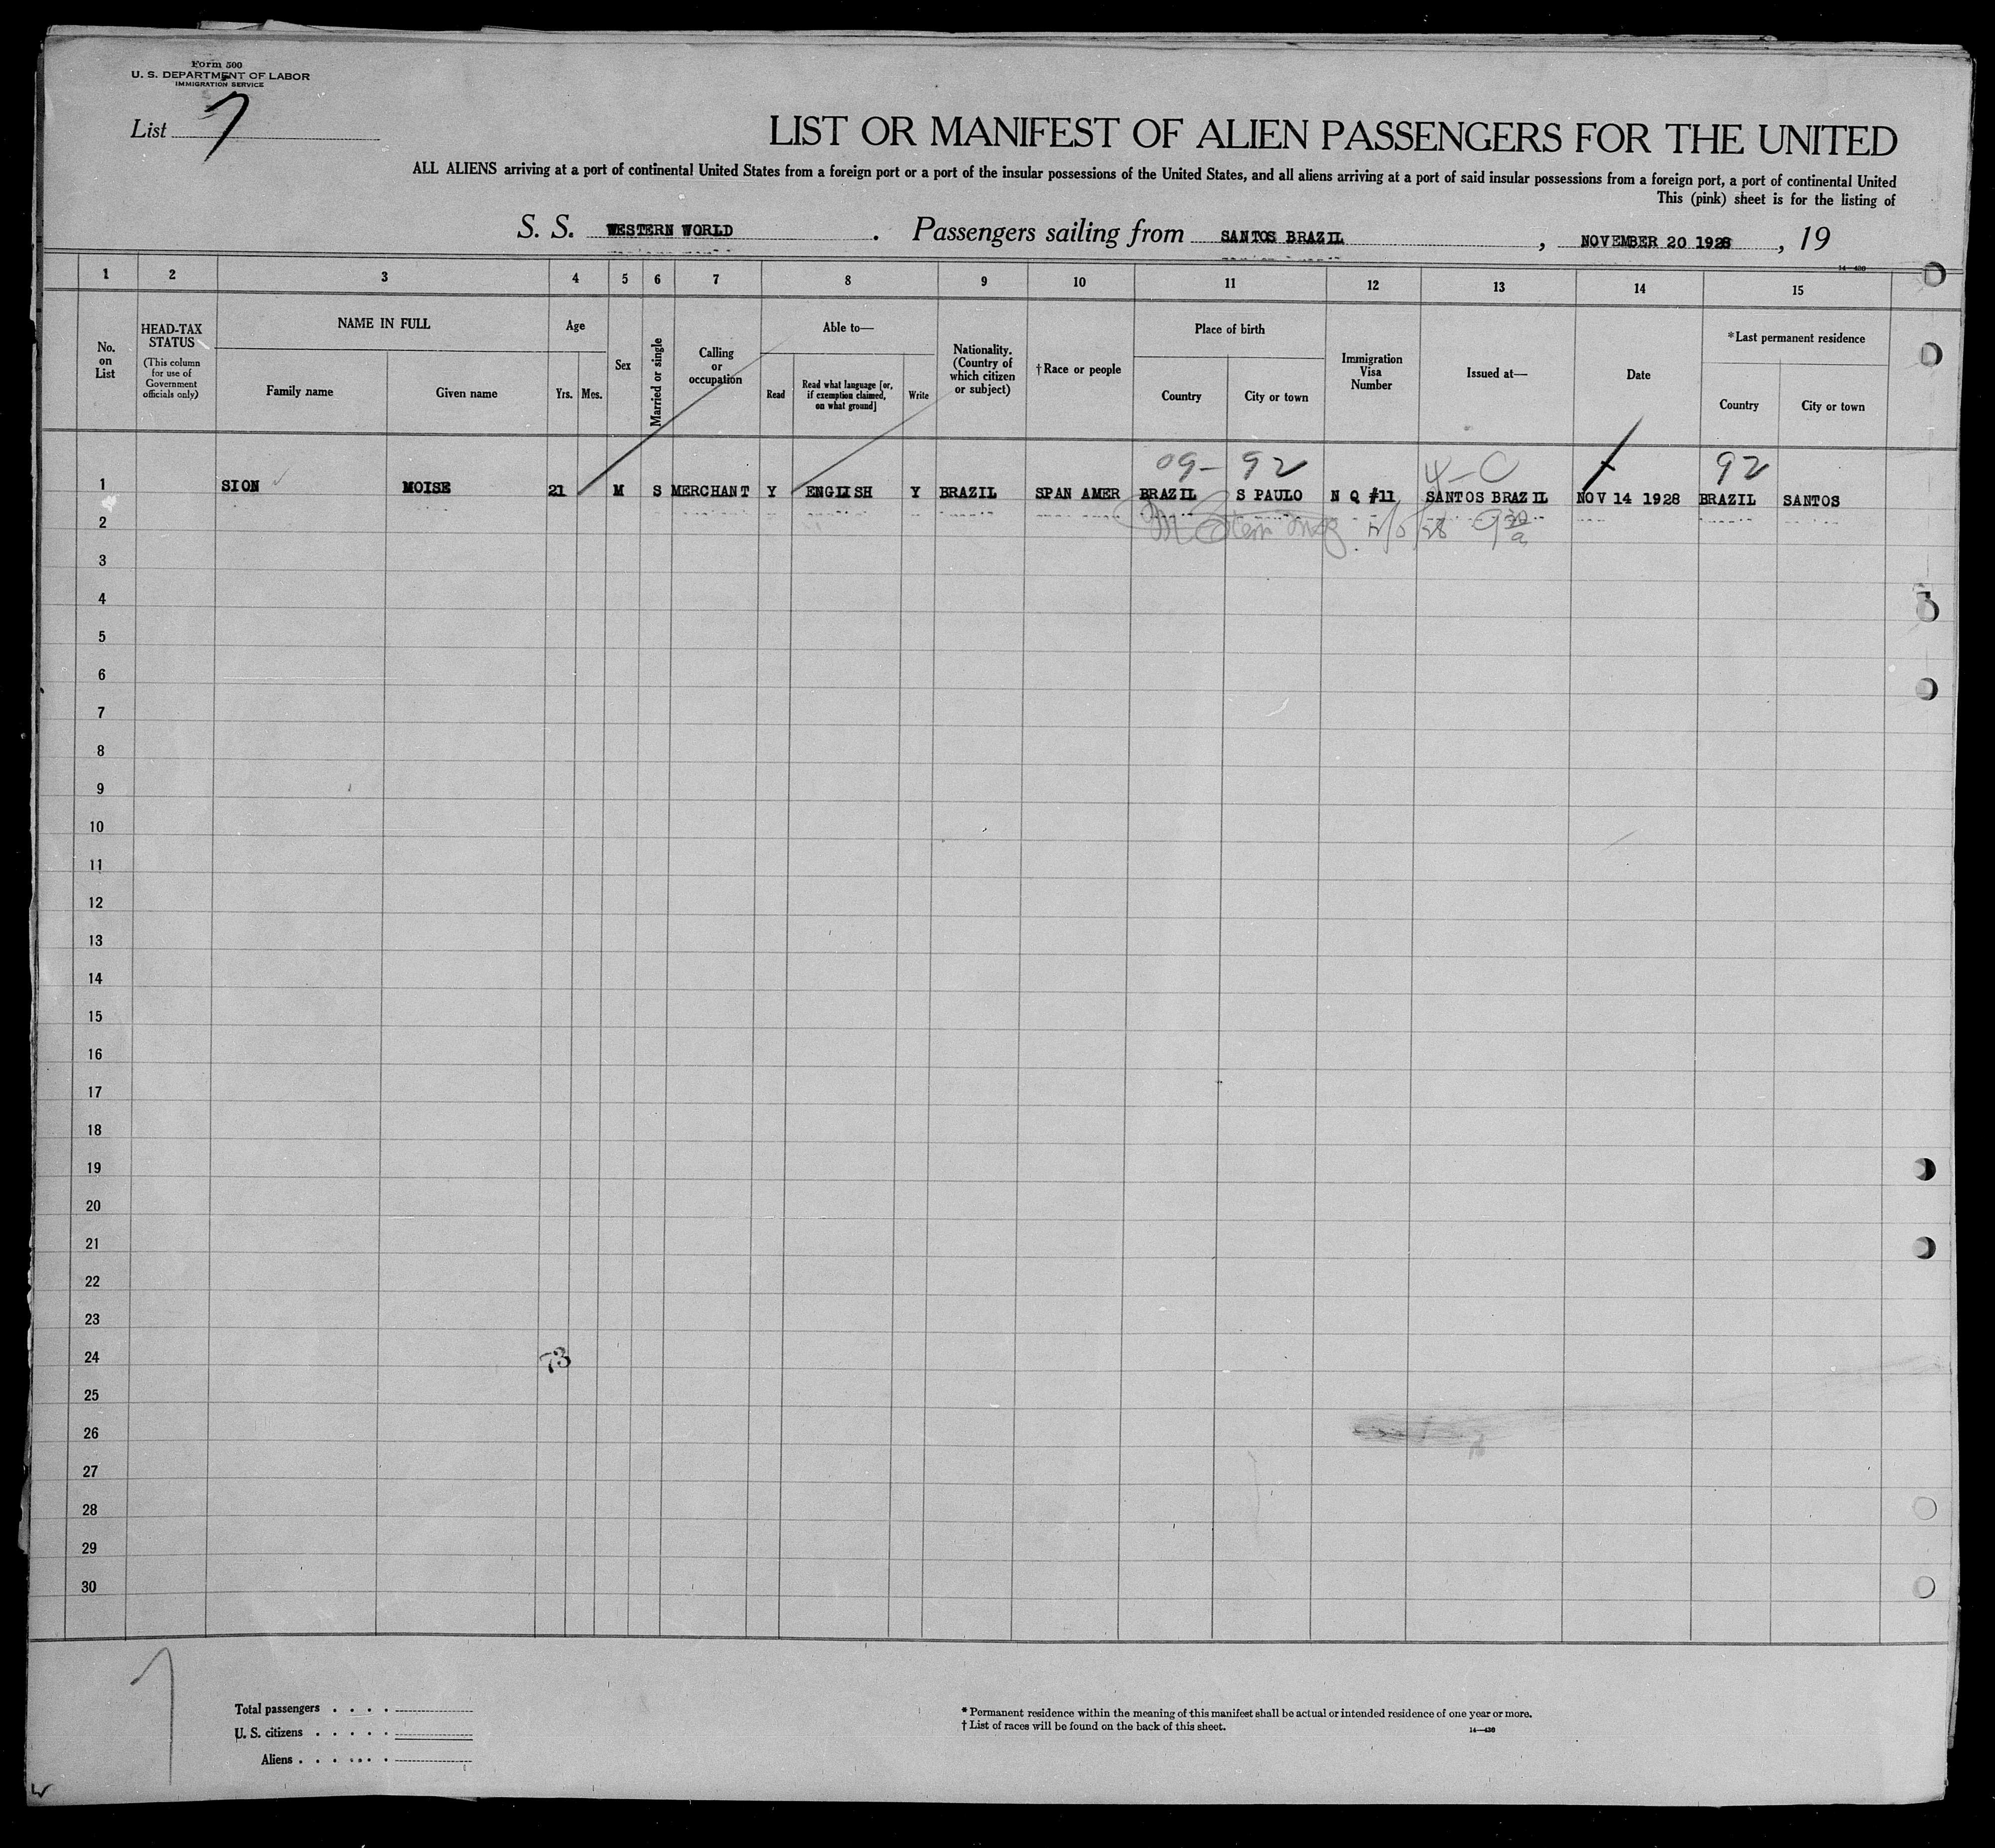 Form 500
U. S. DEPARTMENT OF LABOR
IMMIGRATION SERVICE
List 7
LIST OR MANIFEST OF ALIEN PASSENGERS FOR THE UNITED
ALL ALIENS arriving at a port of continental United States from a foreign port or a port of the insular possessions of the United States, and all aliens arriving at a port of said insular possessions from a foreign port, a port of continental United
This (pink) sheet is for the listing of
S. S. WESTERN WORLD . Passengers sailing from SANTOS BRAZIL , NOVEMBER 20 1928 , 19
14—430
1 2 3 4 5 6 7 8 9 10 11 12 13 14 15
No. on List
HEAD-TAX STATUS
(This column for use of Government officials only)
NAME IN FULL
Family name
Given name
Age
Yrs.
Mos.
Sex
Married or single
Calling or occupation
Able to—
Read
Read what language [or, if exemption claimed, on what ground]
Write
Nationality. (Country of which citizen or subject)
†Race or people
Place of birth
Country
City or town
Immigration Visa Number
Issued at—
Date
*Last permanent residence
Country
City or town
09- 92 4-C 92
1 SION MOISE 21 M S MERCHANT Y ENGLISH Y BRAZIL SPAN AMER BRAZIL S PAULO N Q #11 SANTOS BRAZIL NOV 14 1928 BRAZIL SANTOS
2
3
4
5
6
7
8
9
10
11
12
13
14
15
16
17
18
19
20
21
22
23
24
73
25
26
27
28
29
30
Total passengers . . . .
U. S. citizens . . . . .
Aliens . . . . . . .
* Permanent residence within the meaning of this manifest shall be actual or intended residence of one year or more.
† List of races will be found on the back of this sheet.
14—430